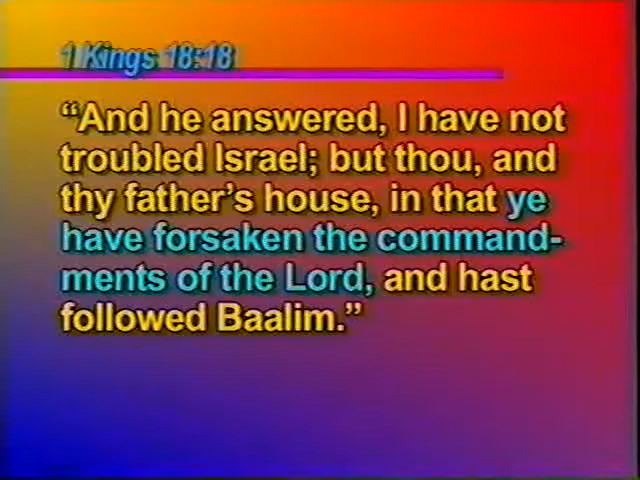 1 Kings 18:18
“And he answered, I have not
troubled Israel; but thou, and
thy father’s house, in that ye
have forsaken the command-
ments of the Lord, and hast
followed Baalim.”